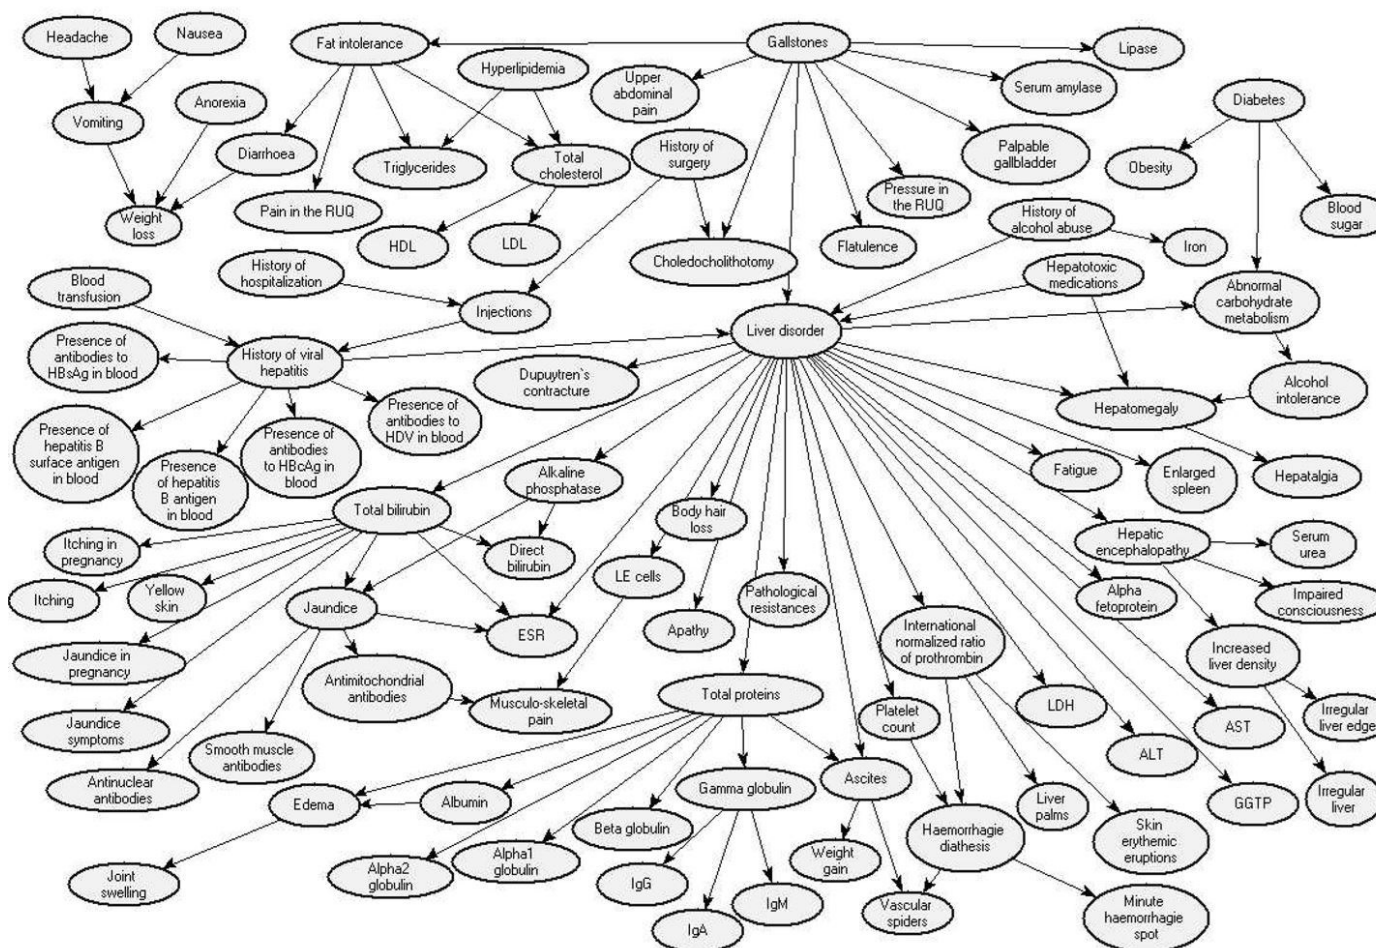 Headache
Nausea
Fat intolerance
Gallstones
Lipase
Hyperlipidemia
Upper
abdominal
pain
Serum amylase
Anorexia
Diabetes
Vomiting
Diarrhoea
Triglycerides
Total
cholesterol
History of
surgery
Palpable
gallbladder
Obesity
Weight
loss
Pain in the RUQ
HDL
LDL
Pressure in
the RUQ
Flatulence
History of
alcohol abuse
Iron
Blood
sugar
Choledocholithotomy
Blood
transfusion
History of
hospitalization
Injections
Hepatotoxic
medications
Abnormal
carbohydrate
metabolism
Liver disorder
Presence of
antibodies to
HBsAg in blood
History of viral
hepatitis
Dupuytren`s
contracture
Alcohol
intolerance
Hepatomegaly
Presence of
antibodies to
HDV in blood
Presence of
hepatitis B
surface antigen
in blood
Presence
of hepatitis
B antigen
in blood
Presence of
antibodies
to HBcAg in
blood
Alkaline
phosphatase
Fatigue
Enlarged
spleen
Hepatalgia
Total bilirubin
Body hair
loss
Itching in
pregnancy
Direct
bilirubin
Hepatic
encephalopathy
Serum
urea
Itching
Yellow
skin
Jaundice
LE cells
Pathological
resistances
Alpha
fetoprotein
Impaired
consciousness
ESR
Apathy
International
normalized ratio
of prothrombin
Jaundice in
pregnancy
Increased
liver density
Antimitochondrial
antibodies
Musculo-skeletal
pain
Total proteins
Platelet
count
LDH
Irregular
liver edge
AST
Jaundice
symptoms
Smooth muscle
antibodies
ALT
Antinuclear
antibodies
Edema
Albumin
Gamma
globulin
Ascites
Liver
palms
GGTP
Irregular
liver
Beta globulin
Haemorrhagie
diathesis
Skin
erythemic
eruptions
Joint
swelling
Alpha2
globulin
Alpha1
globulin
IgG
IgM
IgA
Weight
gain
Vascular
spiders
Minute
haemorrhagie
spot